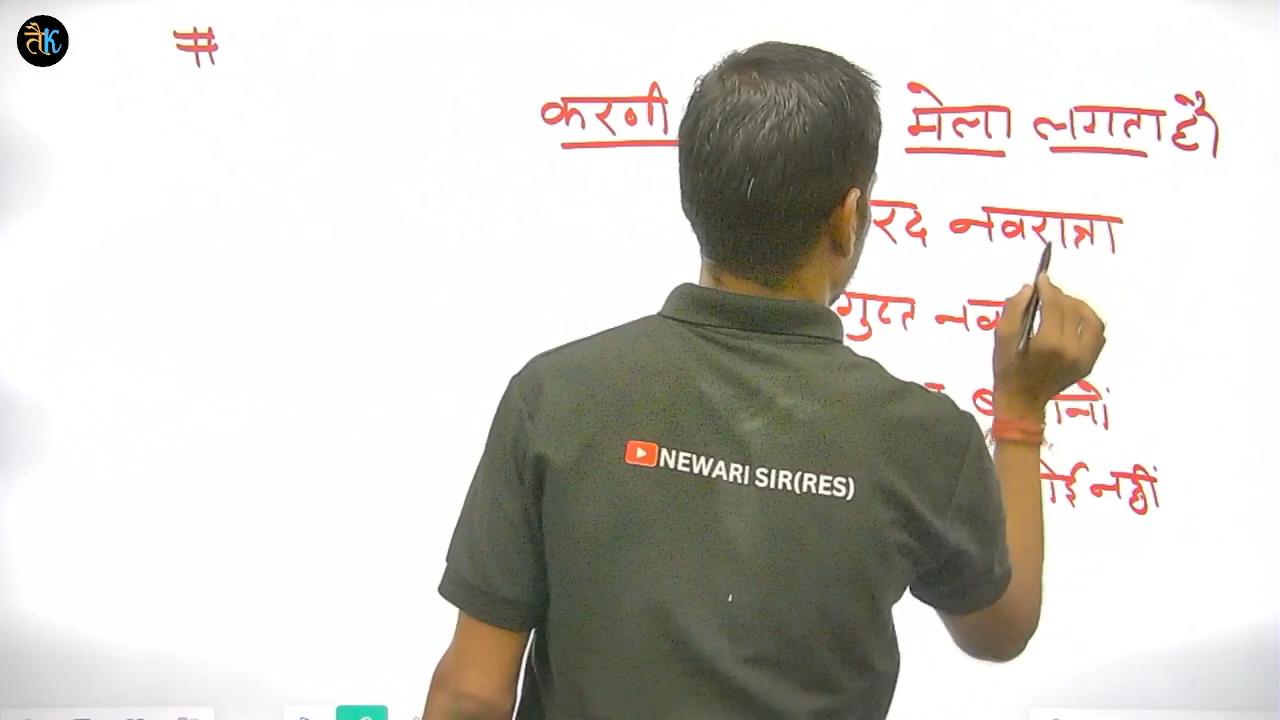 तैK
#
करणी मेला लगता है।
रद नवरात्रा
गुप्त नव
नों
ोई नहीं
NEWARI SIR(RES)